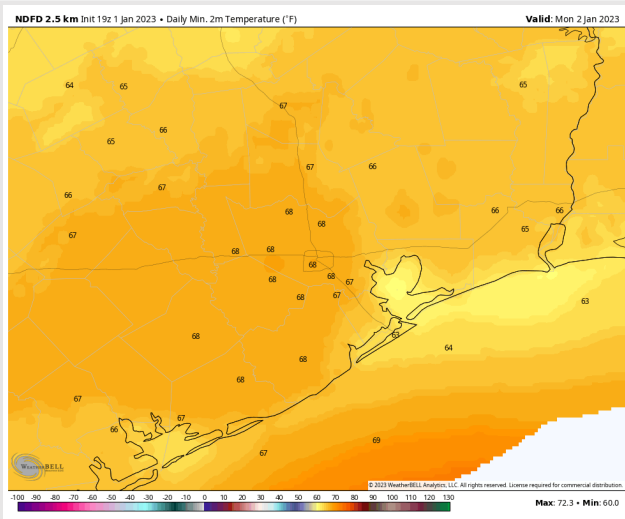 NDFD 2.5 km Init 19z 1 Jan 2023 • Daily Min. 2m Temperature (°F) Valid: Mon 2 Jan 2023
64 65 65
67
66
65
67 66
67
66
68 66 66
68 65
67
68 68
68
68 68 67
68 67
63
63
68
64
68
68
67
67
66
69
67
WEATHERBELL
© 2023 WeatherBELL Analytics, LLC. All rights reserved. License required for commercial distribution.
-100 -90 -80 -70 -60 -50 -40 -30 -20 -10 0 10 20 30 40 50 60 70 80 90 100 110 120 130
Max: 72.3 • Min: 60.0